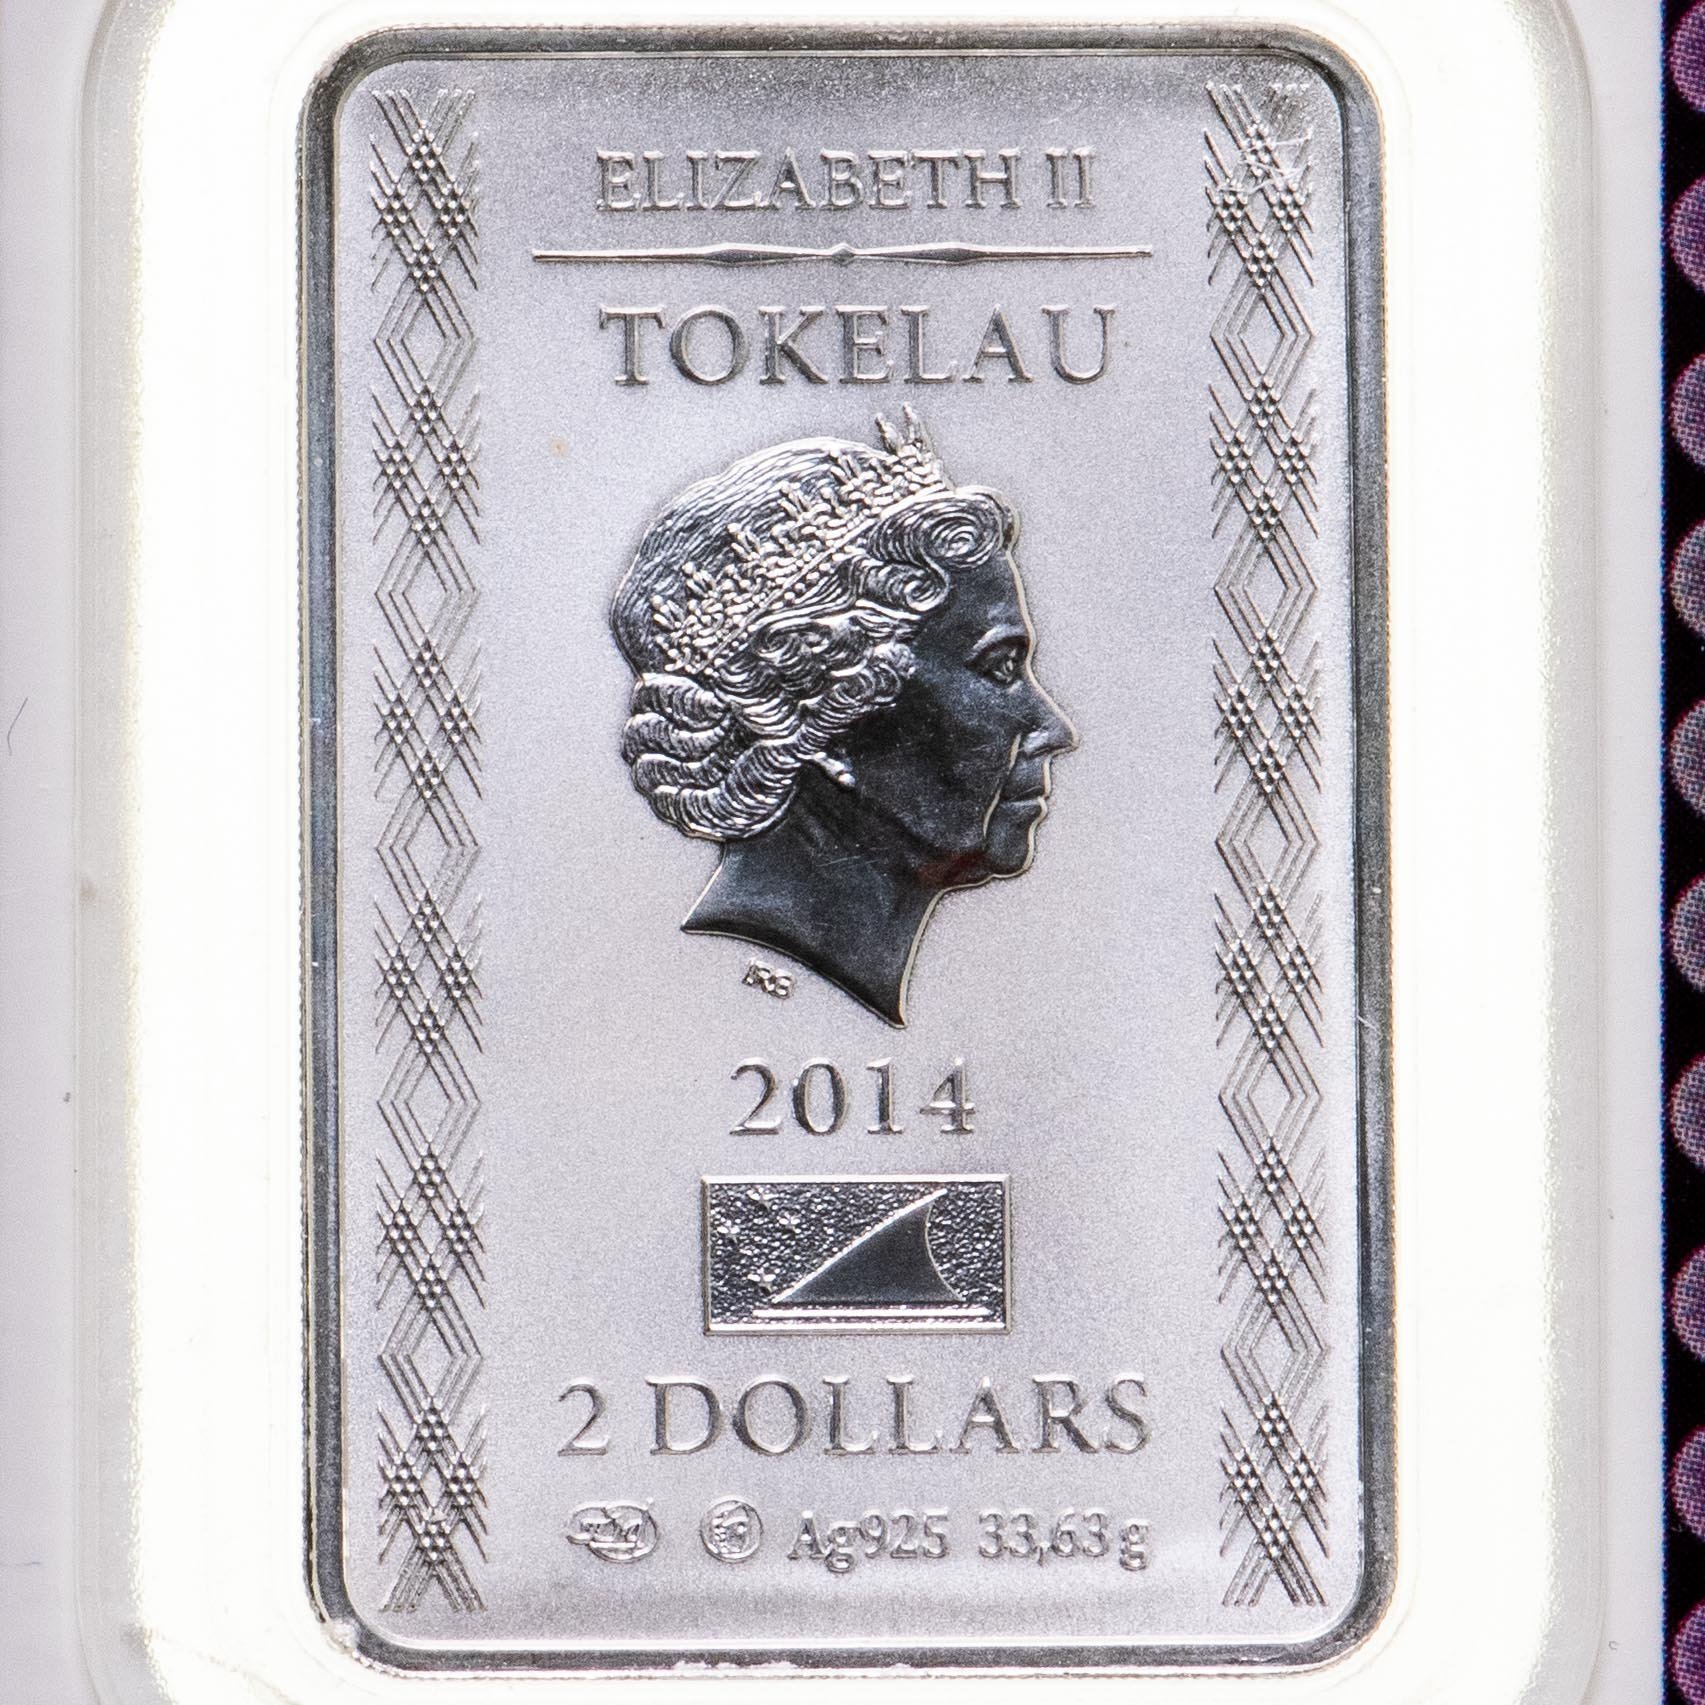 ELIZABETH II
TOKELAU
IRB
2014
2 DOLLARS
Ag925 33,63 g